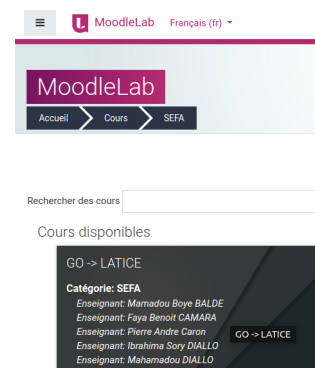 MoodleLab Français (fr)
MoodleLab
Accueil Cours SEFA
Rechercher des cours
Cours disponibles
GO -> LATICE
Catégorie: SEFA
Enseignant: Mamadou Boye BALDE
Enseignant: Faya Benoit CAMARA
Enseignant: Pierre Andre Caron
GO -> LATICE
Enseignant: Ibrahima Sory DIALLO
Enseignant: Mahamadou DIALLO